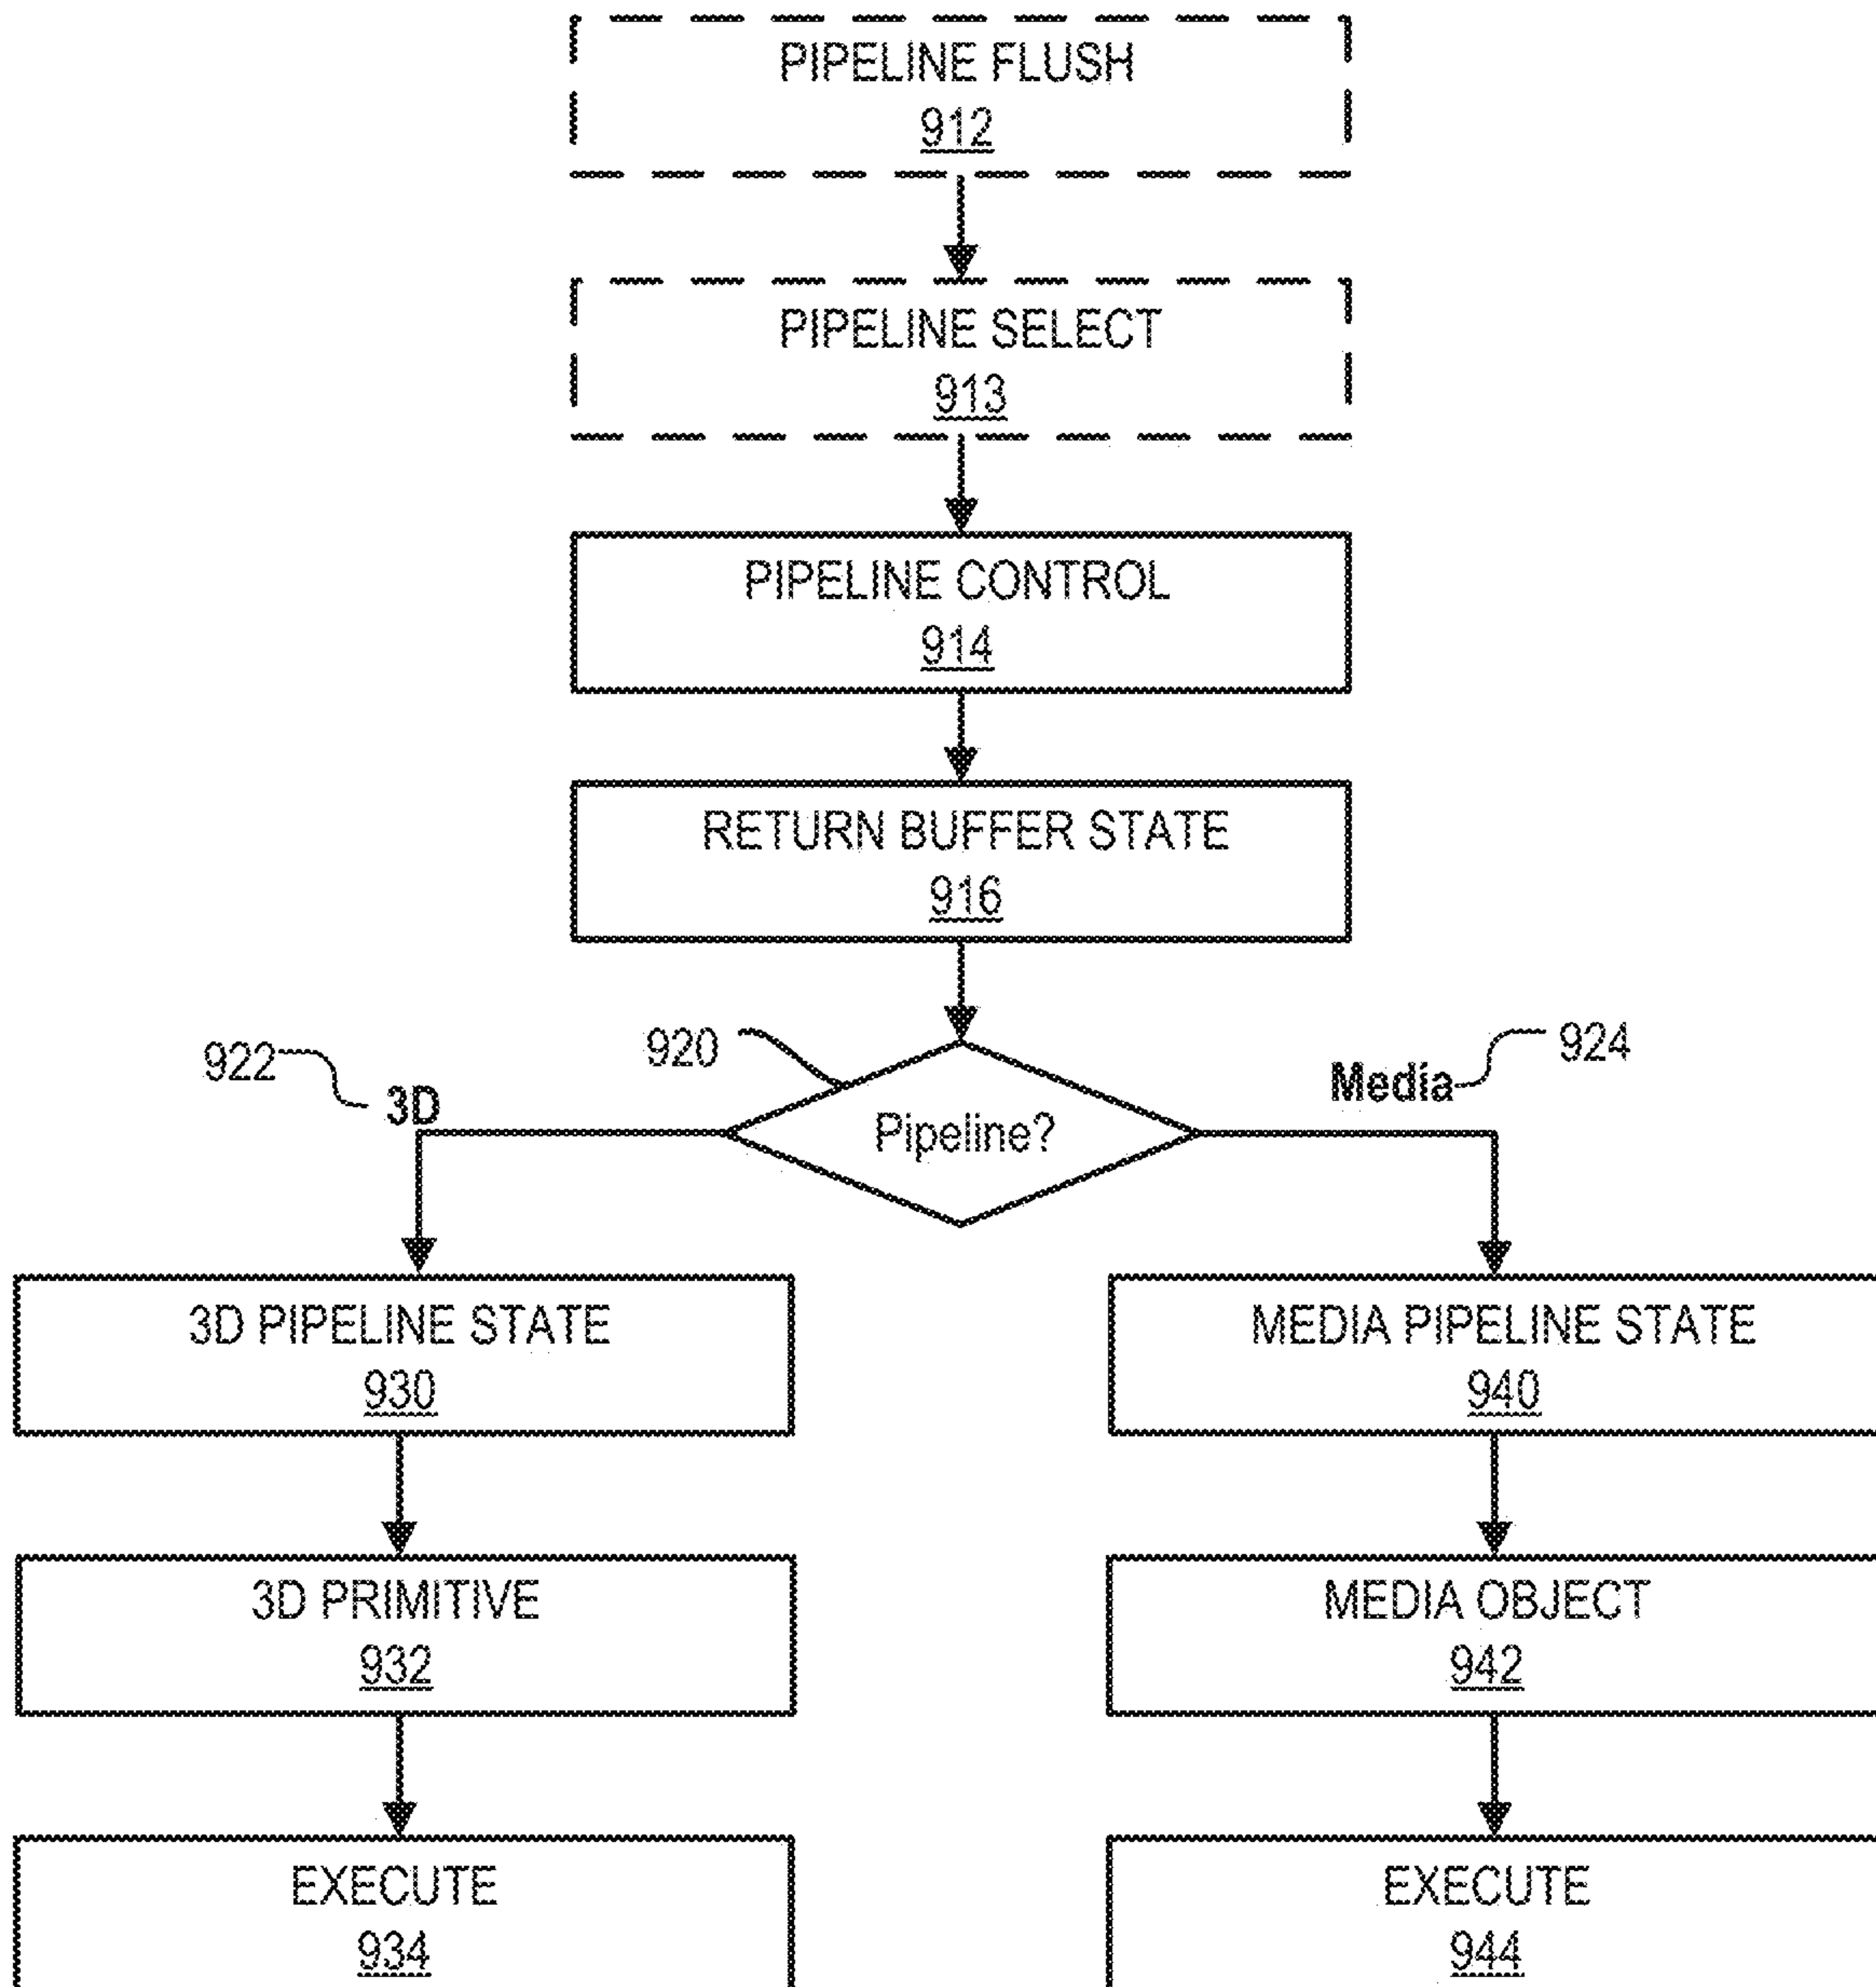 PIPELINE FLUSH
912
PIPELINE SELECT
913
PIPELINE CONTROL
914
RETURN BUFFER STATE
916
922
3D
920
Pipeline?
Media
924
3D PIPELINE STATE
930
MEDIA PIPELINE STATE
940
3D PRIMITIVE
932
MEDIA OBJECT
942
EXECUTE
934
EXECUTE
944